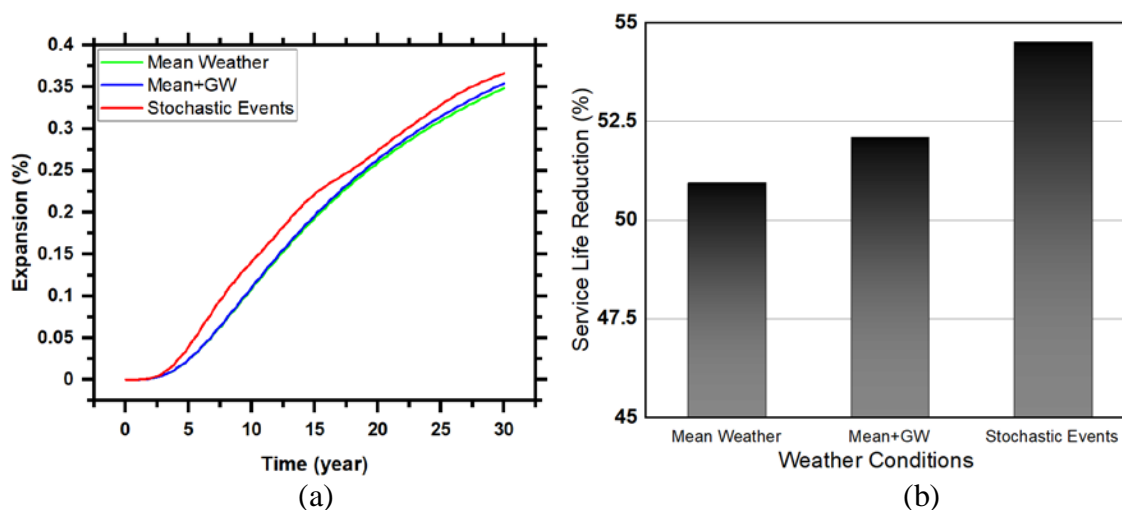 0.4
0.35
0.3
0.25
0.2
0.15
0.1
0.05
0
Expansion (%)
Mean Weather
Mean+GW
Stochastic Events
0 5 10 15 20 25 30
Time (year)
(a)
55
52.5
50
47.5
45
Service Life Reduction (%)
Mean Weather Mean+GW Stochastic Events
Weather Conditions
(b)